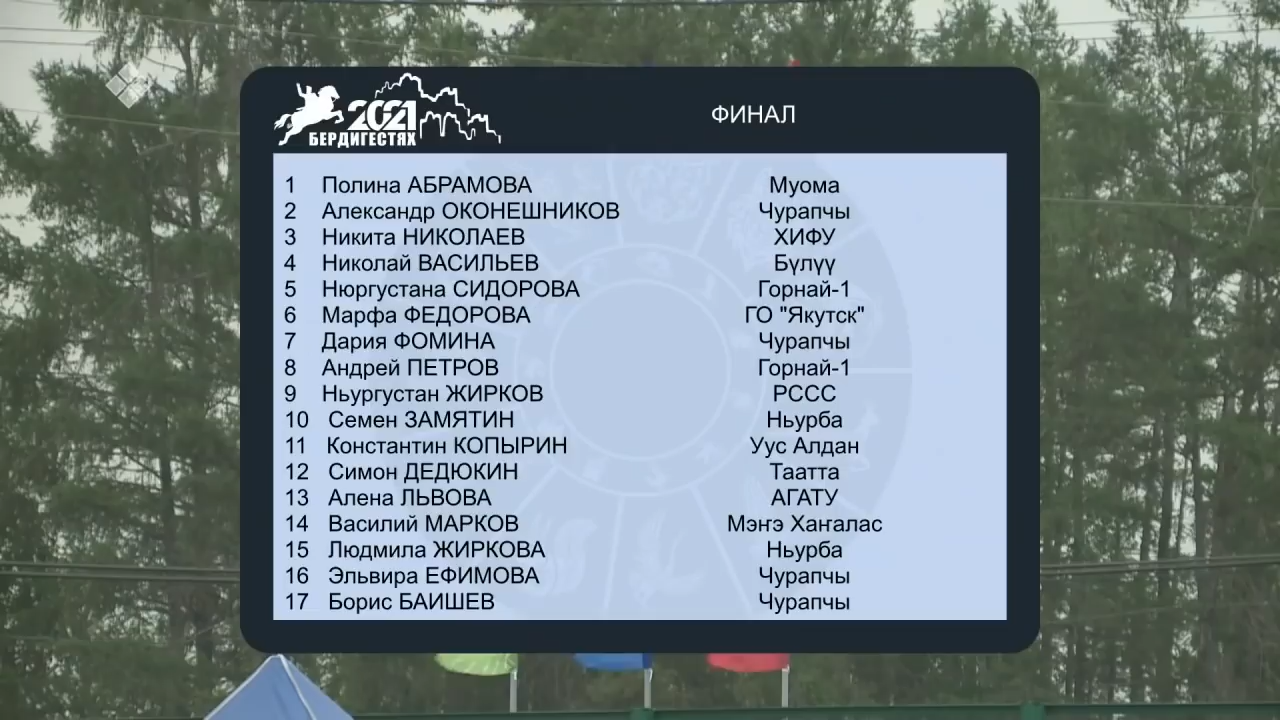 2021
БЕРДИГЕСТЯХ
ФИНАЛ
1 Полина АБРАМОВА Муома
2 Александр ОКОНЕШНИКОВ Чурапчы
3 Никита НИКОЛАЕВ ХИФУ
4 Николай ВАСИЛЬЕВ Бүлүү
5 Нюргустана СИДОРОВА Горнай-1
6 Марфа ФЕДОРОВА ГО "Якутск"
7 Дария ФОМИНА Чурапчы
8 Андрей ПЕТРОВ Горнай-1
9 Ньургустан ЖИРКОВ РССС
10 Семен ЗАМЯТИН Ньурба
11 Константин КОПЫРИН Уус Алдан
12 Симон ДЕДЮКИН Таатта
13 Алена ЛЬВОВА АГАТУ
14 Василий МАРКОВ Мэҥэ Хаҥалас
15 Людмила ЖИРКОВА Ньурба
16 Эльвира ЕФИМОВА Чурапчы
17 Борис БАИШЕВ Чурапчы